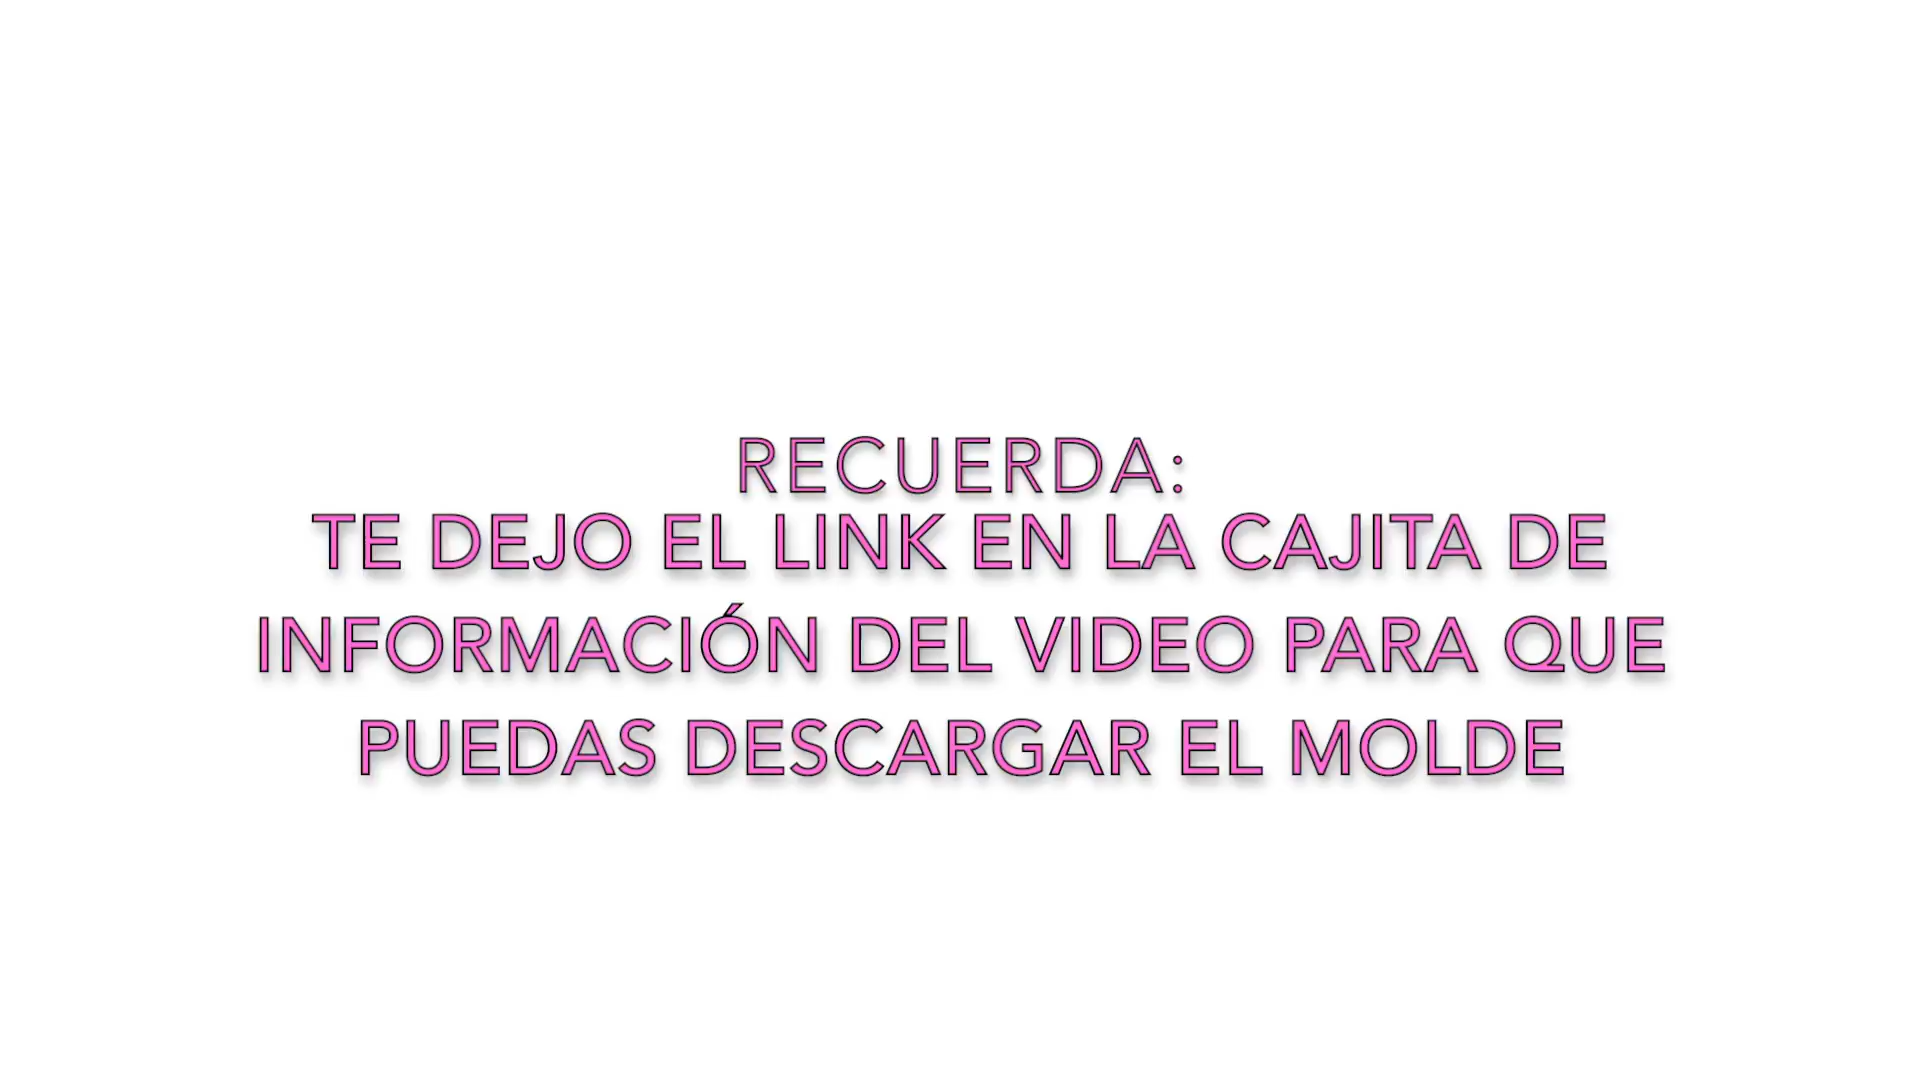 RECUERDA:
TE DEJO EL LINK EN LA CAJITA DE
INFORMACIÓN DEL VIDEO PARA QUE
PUEDAS DESCARGAR EL MOLDE